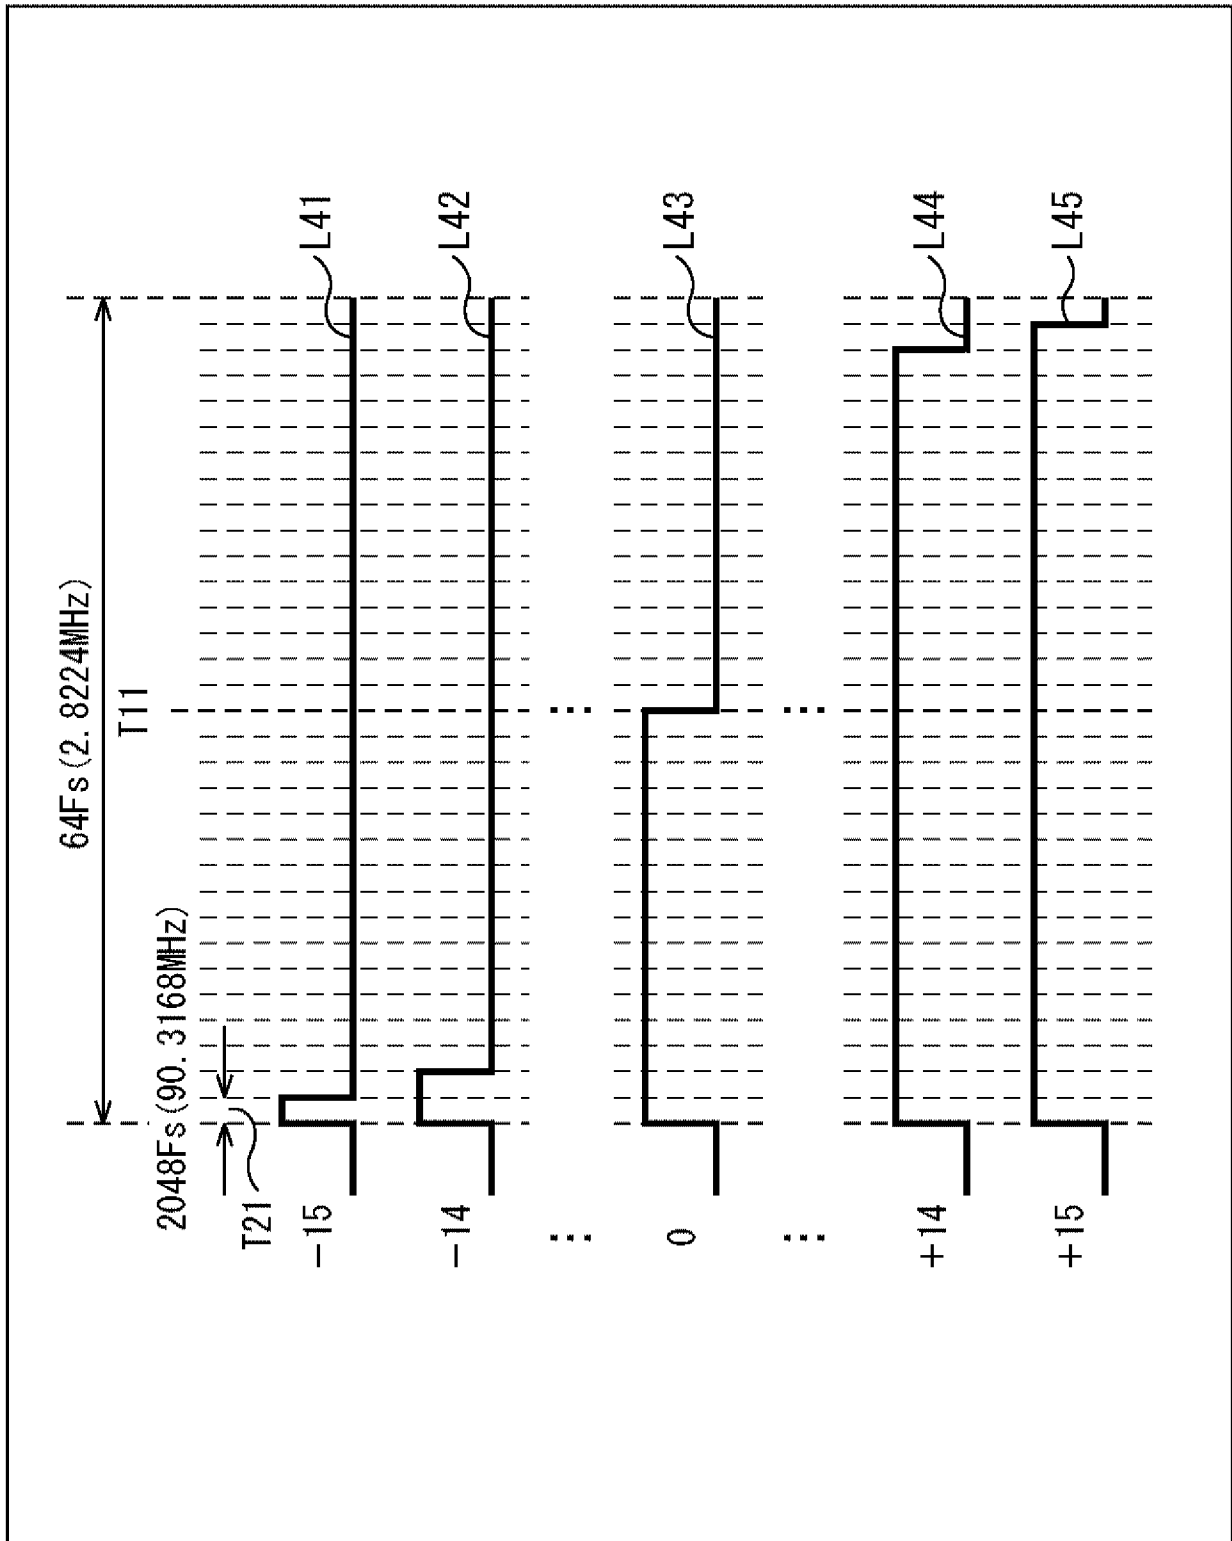 64Fs(2.8224MHz)
T11
2048Fs(90.3168MHz)
T21
-15
L41
-14
L42
⋮
⋮
0
L43
⋮
⋮
+14
L44
+15
L45